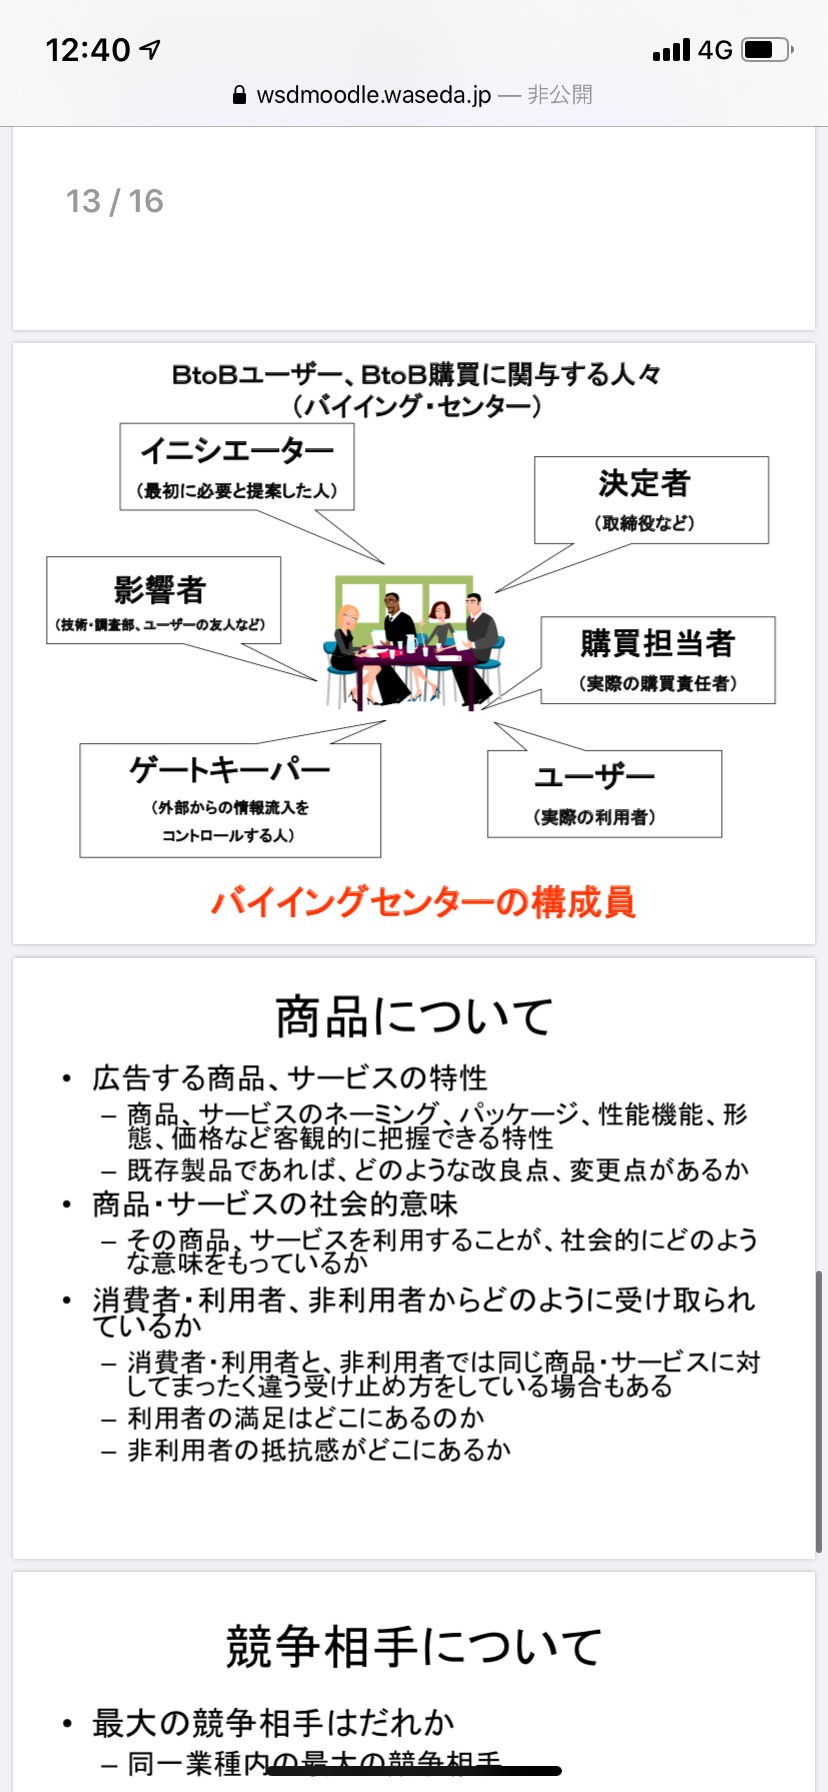 12:40
4G
wsdmoodle.waseda.jp — 非公開
13 / 16
BtoBユーザー、BtoB購買に関与する人々
（バイイング・センター）
イニシエーター
（最初に必要と提案した人）
決定者
（取締役など）
影響者
（技術・調査部、ユーザーの友人など）
購買担当者
（実際の購買責任者）
ゲートキーパー
（外部からの情報流入を
コントロールする人）
ユーザー
（実際の利用者）
バイイングセンターの構成員
商品について
• 広告する商品、サービスの特性
– 商品、サービスのネーミング、パッケージ、性能機能、形
態、価格など客観的に把握できる特性
– 既存製品であれば、どのような改良点、変更点があるか
• 商品・サービスの社会的意味
– その商品、サービスを利用することが、社会的にどのよう
な意味をもっているか
• 消費者・利用者、非利用者からどのように受け取られ
ているか
– 消費者・利用者と、非利用者では同じ商品・サービスに対
してまったく違う受け止め方をしている場合もある
– 利用者の満足はどこにあるのか
– 非利用者の抵抗感がどこにあるか
競争相手について
• 最大の競争相手はだれか
– 同一業種内の最大の競争相手